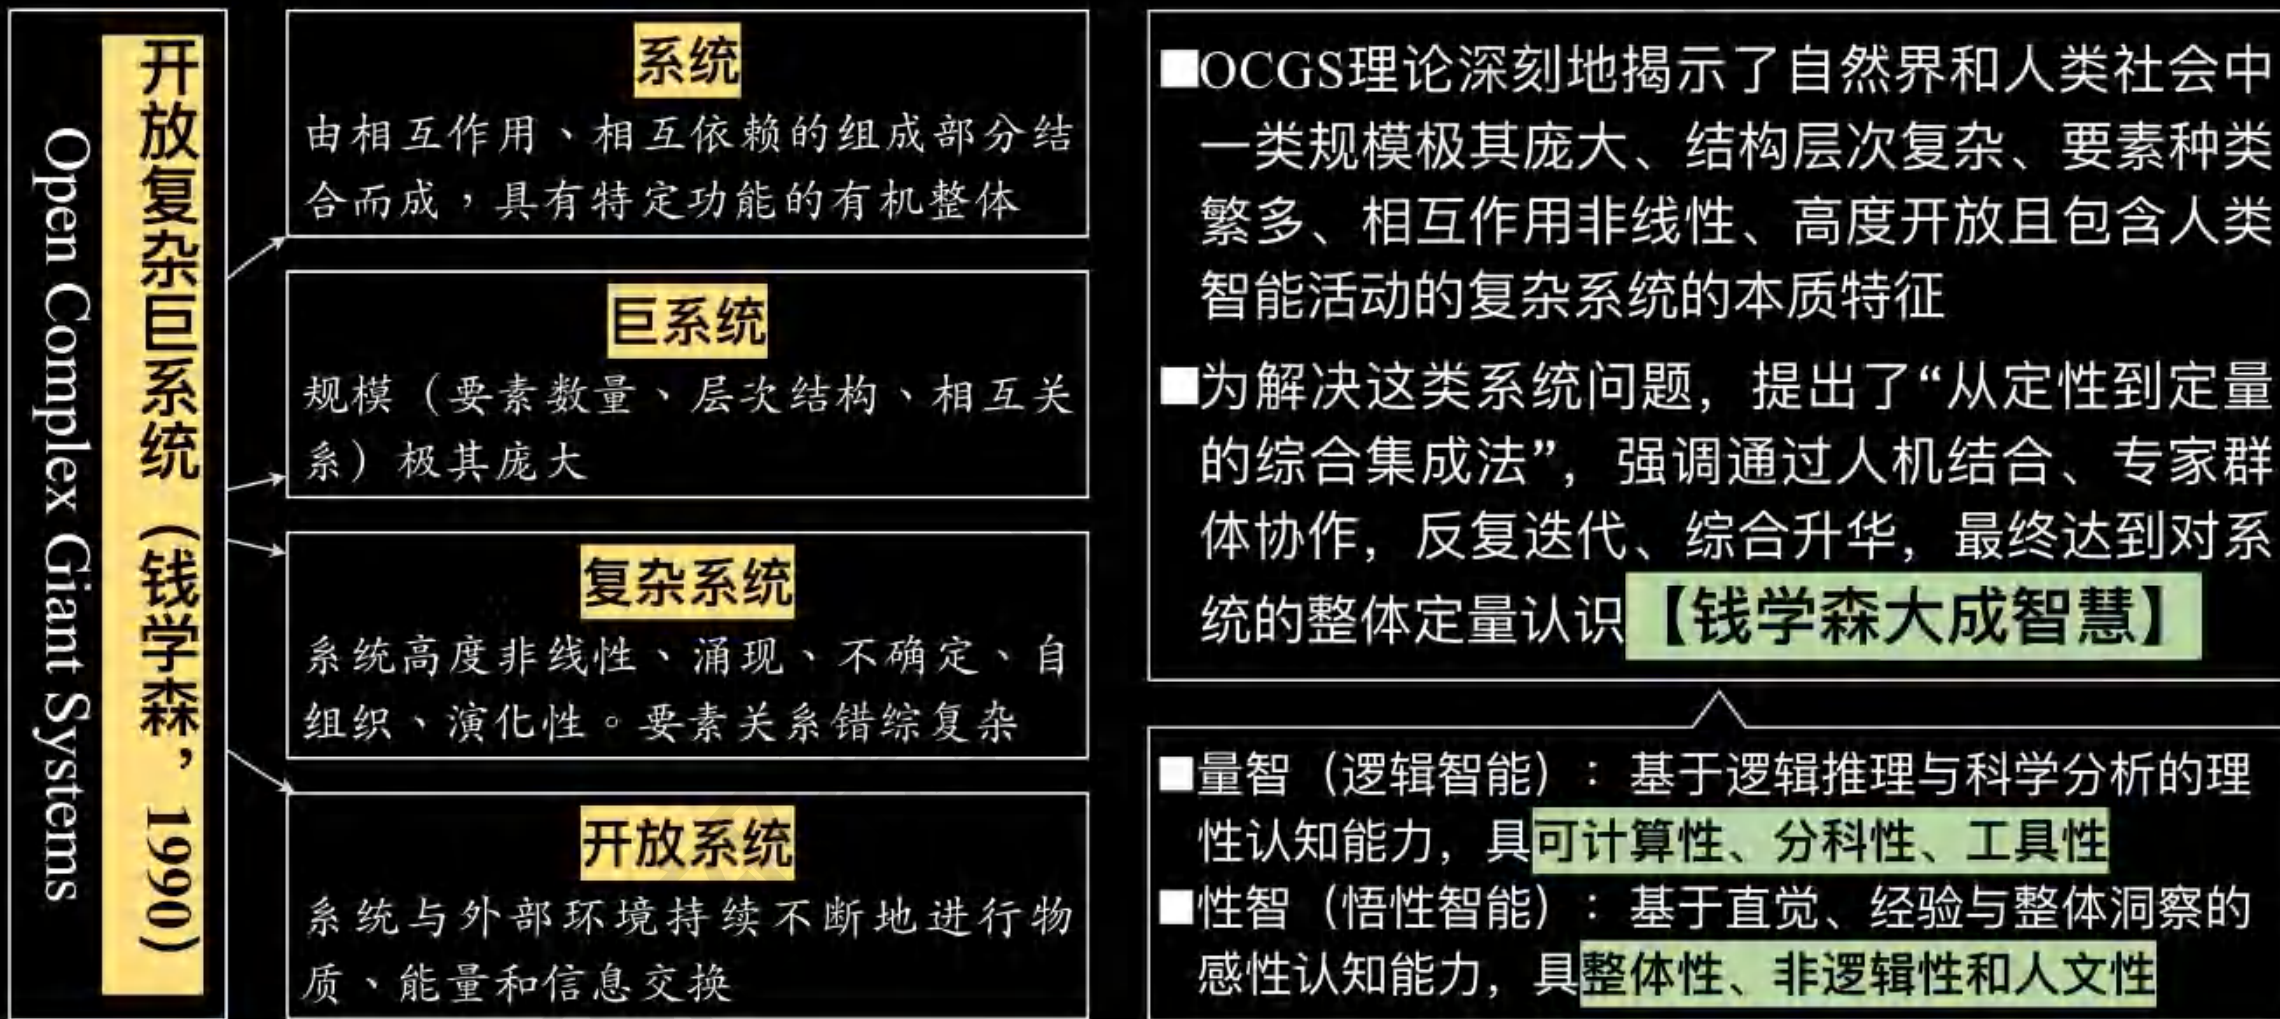 开放复杂巨系统（钱学森，1990）
Open Complex Giant Systems
系统
由相互作用、相互依赖的组成部分结
合而成，具有特定功能的有机整体
巨系统
规模（要素数量、层次结构、相互关
系）极其庞大
复杂系统
系统高度非线性、涌现、不确定、自
组织、演化性。要素关系错综复杂
开放系统
系统与外部环境持续不断地进行物
质、能量和信息交换
■OCGS理论深刻地揭示了自然界和人类社会中
一类规模极其庞大、结构层次复杂、要素种类
繁多、相互作用非线性、高度开放且包含人类
智能活动的复杂系统的本质特征
■为解决这类系统问题，提出了“从定性到定量
的综合集成法”，强调通过人机结合、专家群
体协作，反复迭代、综合升华，最终达到对系
统的整体定量认识【钱学森大成智慧】
■量智（逻辑智能）：基于逻辑推理与科学分析的理
性认知能力，具可计算性、分科性、工具性
■性智（悟性智能）：基于直觉、经验与整体洞察的
感性认知能力，具整体性、非逻辑性和人文性